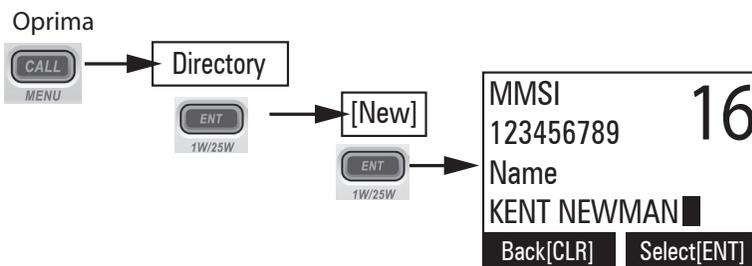 Oprima
CALL
MENU
Directory
ENT
1W/25W
[New]
ENT
1W/25W
MMSI
16
123456789
Name
KENT NEWMAN
Back[CLR] Select[ENT]